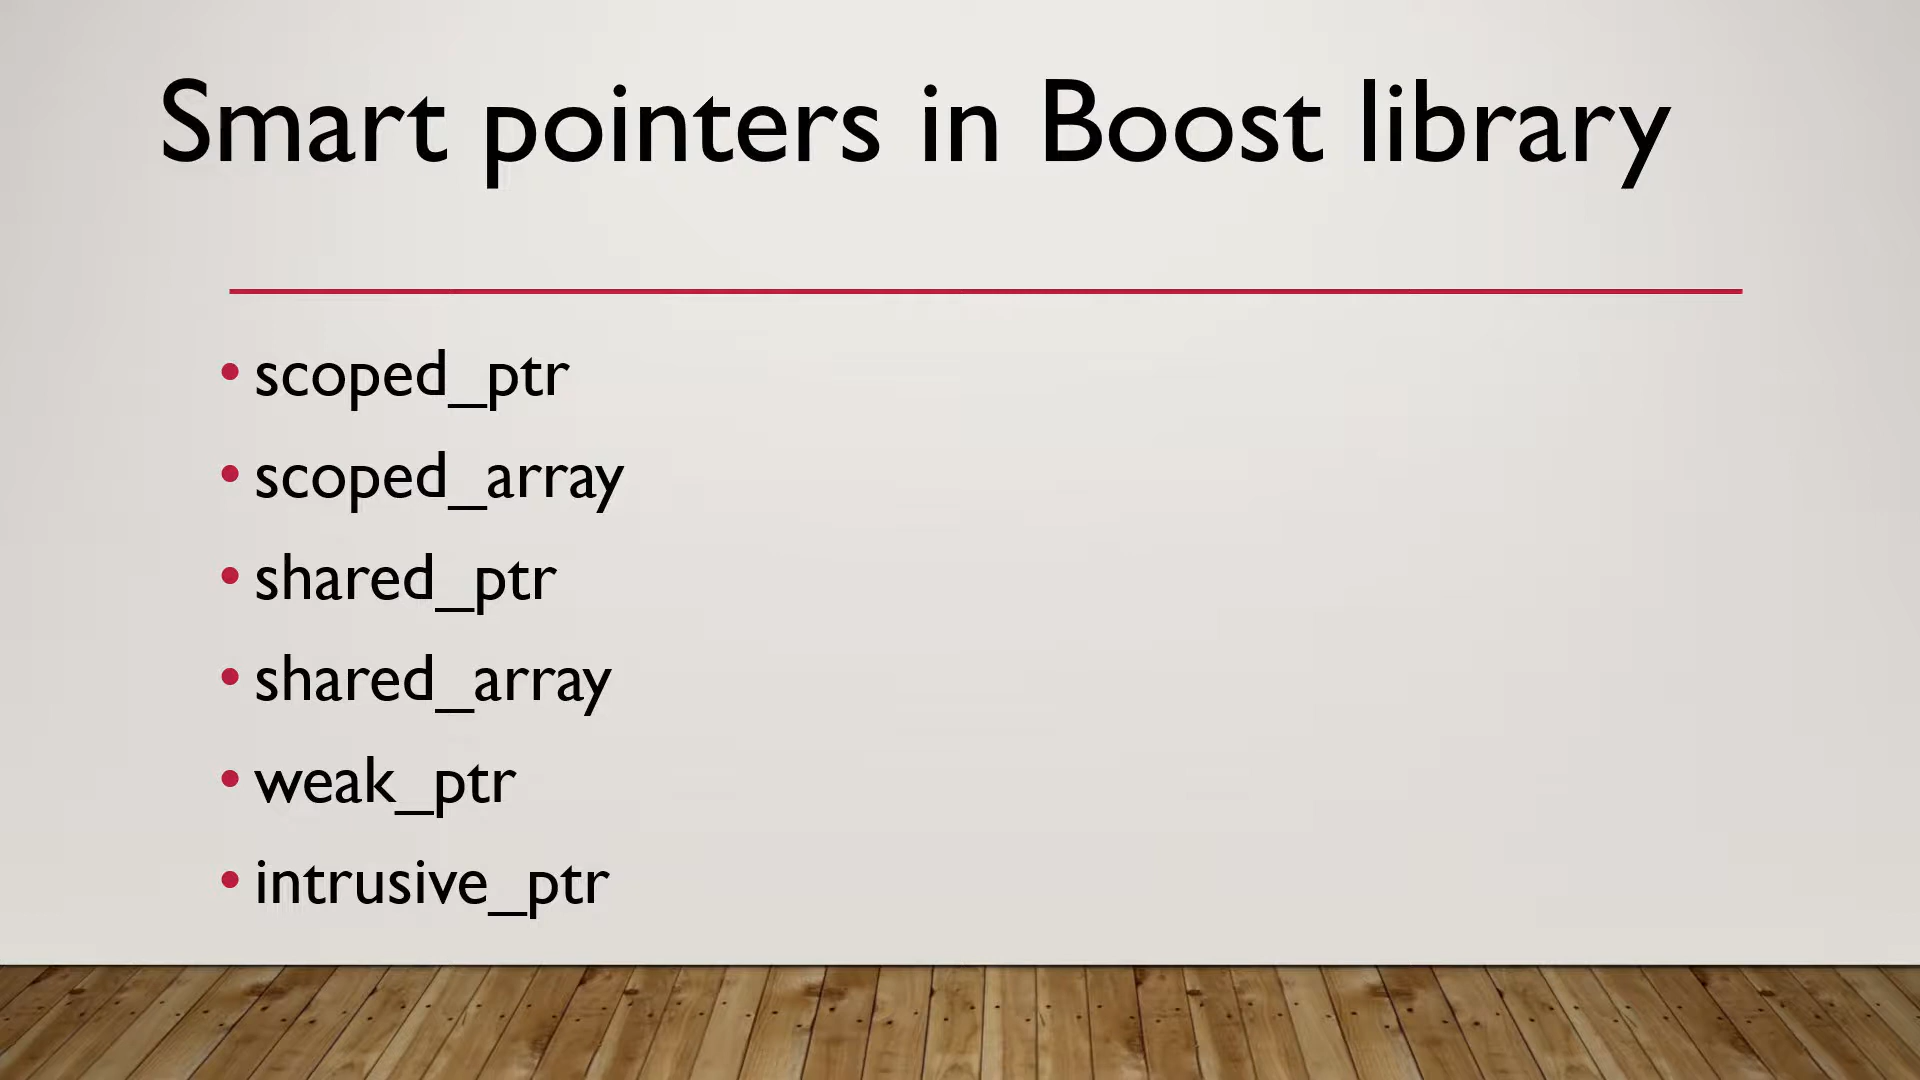 Smart pointers in Boost library
• scoped_ptr
• scoped_array
• shared_ptr
• shared_array
• weak_ptr
• intrusive_ptr